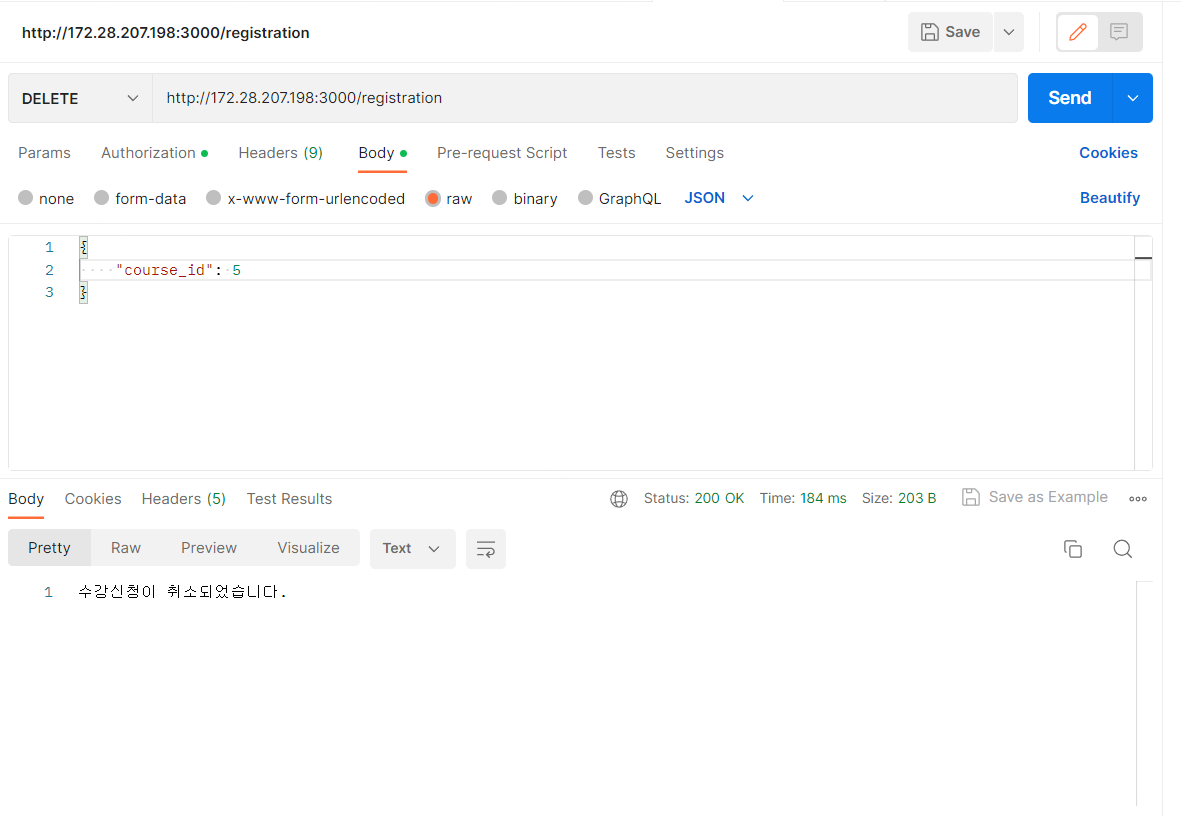 http://172.28.207.198:3000/registration
Save
DELETE
http://172.28.207.198:3000/registration
Send
Params Authorization Headers (9) Body Pre-request Script Tests Settings Cookies
none form-data x-www-form-urlencoded raw binary GraphQL JSON Beautify
1 {
2 "course_id": 5
3 }
Body Cookies Headers (5) Test Results Status: 200 OK Time: 184 ms Size: 203 B Save as Example
Pretty Raw Preview Visualize Text
1 수강신청이 취소되었습니다.